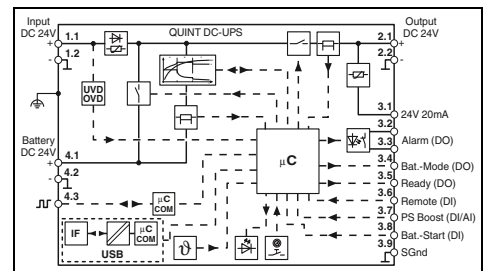 Input
DC 24V
QUINT DC-UPS
Output
DC 24V
1.1
+
1.2
-
2.1
+
2.2
-
UVD
OVD
3.1
24V 20mA
3.2
Alarm (DO)
3.3
Battery
DC 24V
4.1
+
4.2
-
4.3
µC
3.4
Bat.-Mode (DO)
3.5
Ready (DO)
3.6
Remote (DI)
3.7
PS Boost (DI/AI)
3.8
Bat.-Start (DI)
3.9
SGnd
µC
COM
IF
µC
COM
USB
ϑ